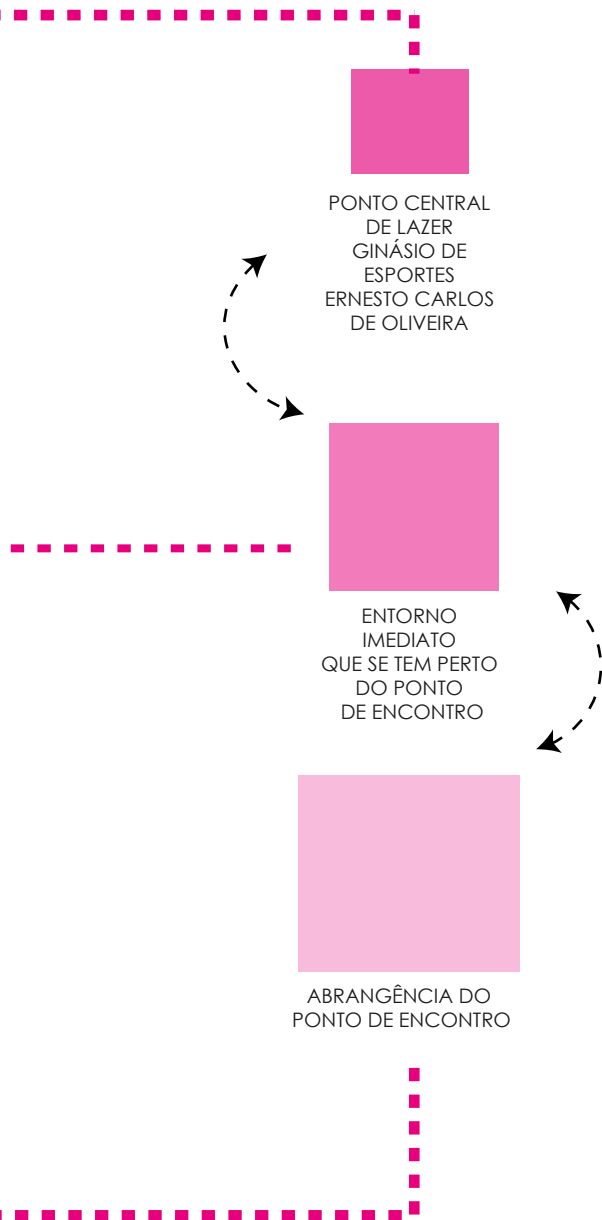 PONTO CENTRAL
DE LAZER
GINÁSIO DE
ESPORTES
ERNESTO CARLOS
DE OLIVEIRA
ENTORNO
IMEDIATO
QUE SE TEM PERTO
DO PONTO
DE ENCONTRO
ABRANGÊNCIA DO
PONTO DE ENCONTRO